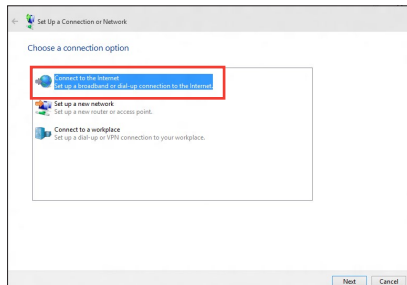 Set Up a Connection or Network
Choose a connection option
Connect to the Internet
Set up a broadband or dial-up connection to the Internet.
Set up a new network
Set up a new router or access point.
Connect to a workplace
Set up a dial-up or VPN connection to your workplace.
Next Cancel